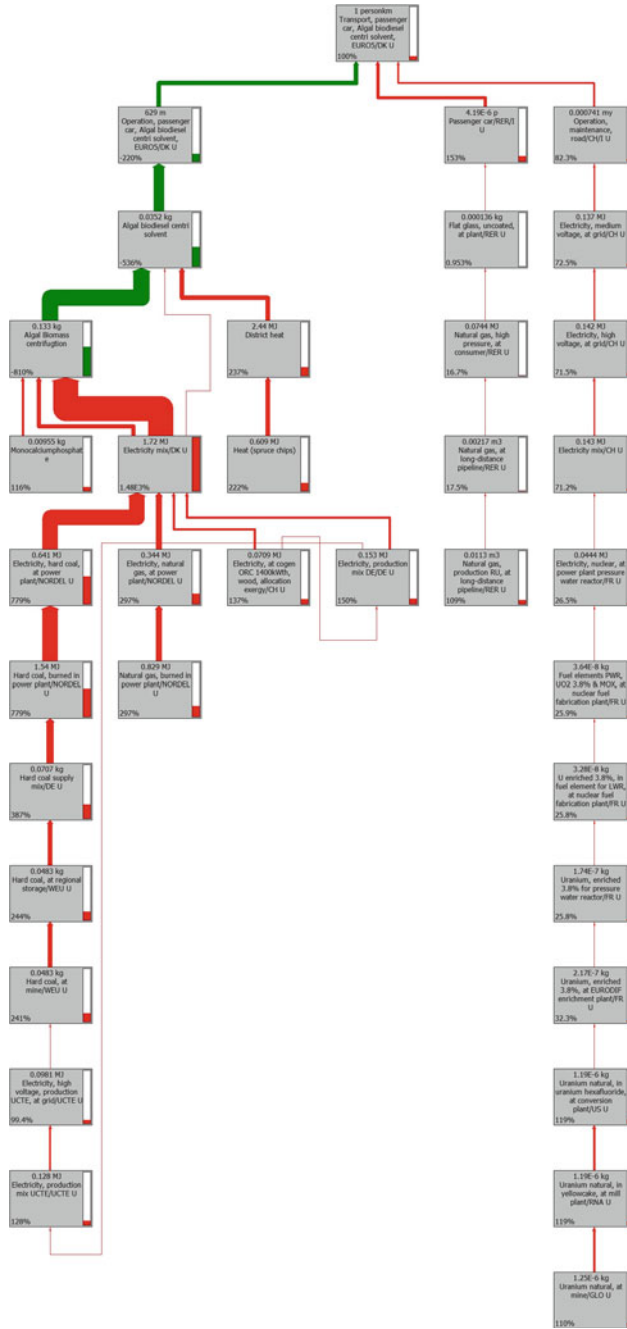 1 personkm
Transport, passenger
car, Algal biodiesel
centri solvent,
EURO5/DK U
100%
629 m
Operation, passenger
car, Algal biodiesel
centri solvent,
EURO5/DK U
-220%
4.19E-6 p
Passenger car/RER/I
U
153%
0.000741 my
Operation,
maintenance,
road/CH/I U
82.3%
0.0352 kg
Algal biodiesel centri
solvent
-536%
0.000136 kg
Flat glass, uncoated,
at plant/RER U
0.953%
0.137 MJ
Electricity, medium
voltage, at grid/CH U
72.5%
0.133 kg
Algal Biomass
centrifugtion
-810%
2.44 MJ
District heat
237%
0.0744 MJ
Natural gas, high
pressure, at
consumer/RER U
16.7%
0.142 MJ
Electricity, high
voltage, at grid/CH U
71.5%
0.00955 kg
Monocalciumphosphat
e
116%
1.72 MJ
Electricity mix/DK U
1.48E3%
0.609 MJ
Heat (spruce chips)
222%
0.00217 m3
Natural gas, at
long-distance
pipeline/RER U
17.5%
0.143 MJ
Electricity mix/CH U
71.2%
0.641 MJ
Electricity, hard coal,
at power
plant/NORDEL U
779%
0.344 MJ
Electricity, natural
gas, at power
plant/NORDEL U
297%
0.0709 MJ
Electricity, at cogen
ORC 1400kWth,
wood, allocation
exergy/CH U
137%
0.153 MJ
Electricity, production
mix DE/DE U
150%
0.0113 m3
Natural gas,
production RU, at
long-distance
pipeline/RER U
109%
0.0444 MJ
Electricity, nuclear, at
power plant pressure
water reactor/FR U
26.5%
1.54 MJ
Hard coal, burned in
power plant/NORDEL
U
779%
0.829 MJ
Natural gas, burned in
power plant/NORDEL
U
297%
3.64E-8 kg
Fuel elements PWR,
UO2 3.8% & MOX, at
nuclear fuel
fabrication plant/FR U
25.9%
0.0707 kg
Hard coal supply
mix/DE U
387%
3.28E-8 kg
U enriched 3.8%, in
fuel element for LWR,
at nuclear fuel
fabrication plant/FR U
25.8%
0.0483 kg
Hard coal, at regional
storage/WEU U
244%
1.74E-7 kg
Uranium, enriched
3.8% for pressure
water reactor/FR U
25.8%
0.0483 kg
Hard coal, at
mine/WEU U
241%
2.17E-7 kg
Uranium, enriched
3.8%, at EURODIF
enrichment plant/FR
U
32.3%
0.0981 MJ
Electricity, high
voltage, production
UCTE, at grid/UCTE U
99.4%
1.19E-6 kg
Uranium natural, in
uranium hexafluoride,
at conversion
plant/US U
119%
0.128 MJ
Electricity, production
mix UCTE/UCTE U
128%
1.19E-6 kg
Uranium natural, in
yellowcake, at mill
plant/RNA U
119%
1.25E-6 kg
Uranium natural, at
mine/GLO U
110%